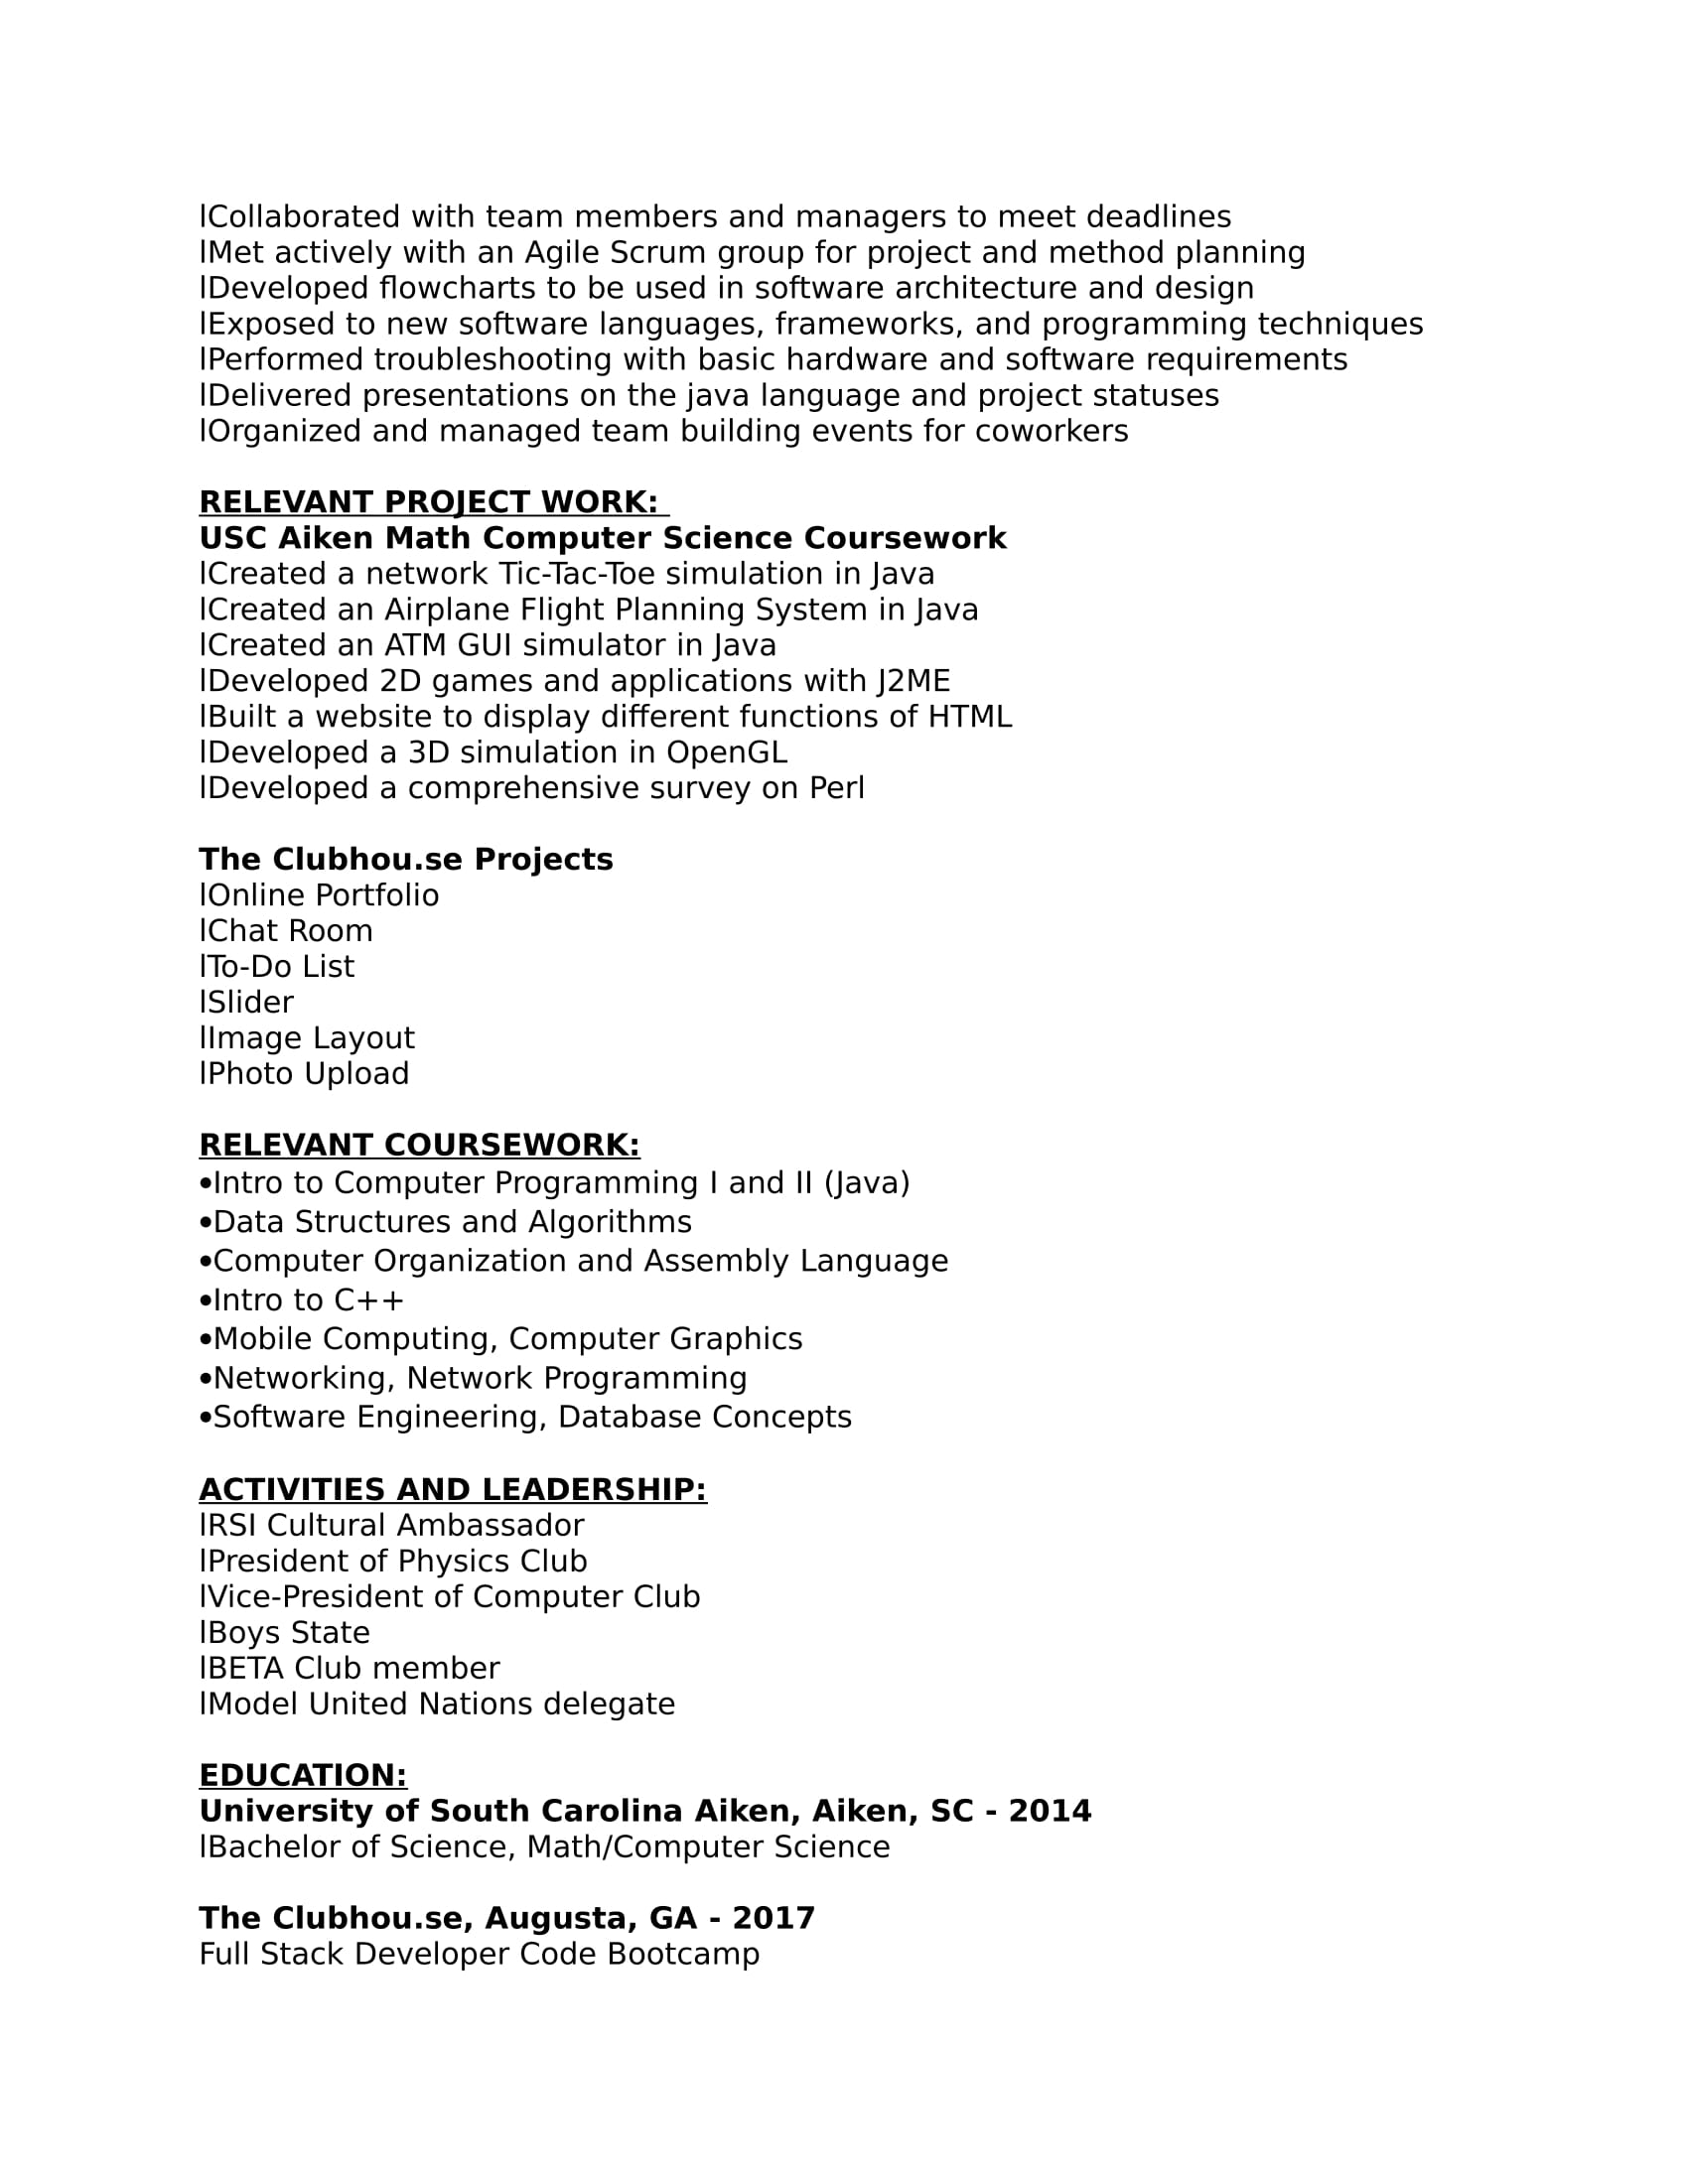 lCollaborated with team members and managers to meet deadlines
lMet actively with an Agile Scrum group for project and method planning
lDeveloped flowcharts to be used in software architecture and design
lExposed to new software languages, frameworks, and programming techniques
lPerformed troubleshooting with basic hardware and software requirements
lDelivered presentations on the java language and project statuses
lOrganized and managed team building events for coworkers
RELEVANT PROJECT WORK:
USC Aiken Math Computer Science Coursework
lCreated a network Tic-Tac-Toe simulation in Java
lCreated an Airplane Flight Planning System in Java
lCreated an ATM GUI simulator in Java
lDeveloped 2D games and applications with J2ME
lBuilt a website to display different functions of HTML
lDeveloped a 3D simulation in OpenGL
lDeveloped a comprehensive survey on Perl
The Clubhou.se Projects
lOnline Portfolio
lChat Room
lTo-Do List
lSlider
lImage Layout
lPhoto Upload
RELEVANT COURSEWORK:
•Intro to Computer Programming I and II (Java)
•Data Structures and Algorithms
•Computer Organization and Assembly Language
•Intro to C++
•Mobile Computing, Computer Graphics
•Networking, Network Programming
•Software Engineering, Database Concepts
ACTIVITIES AND LEADERSHIP:
lRSI Cultural Ambassador
lPresident of Physics Club
lVice-President of Computer Club
lBoys State
lBETA Club member
lModel United Nations delegate
EDUCATION:
University of South Carolina Aiken, Aiken, SC - 2014
lBachelor of Science, Math/Computer Science
The Clubhou.se, Augusta, GA - 2017
Full Stack Developer Code Bootcamp